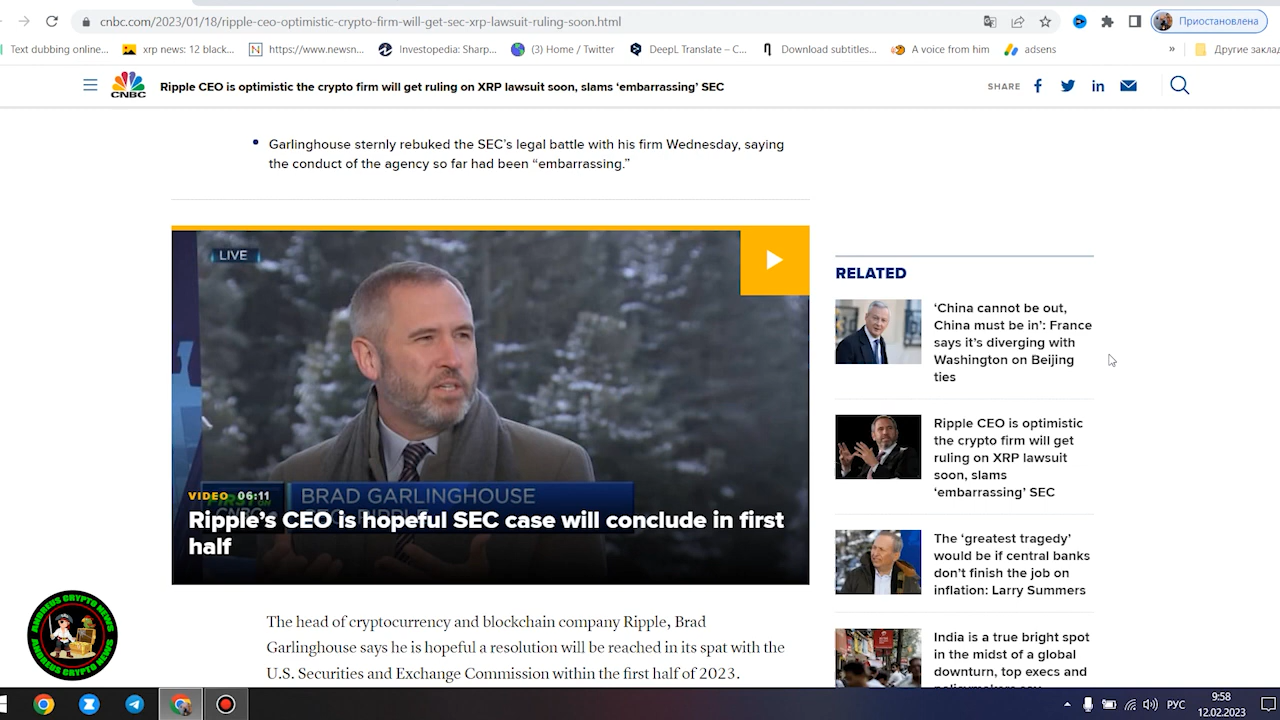 cnbc.com/2023/01/18/ripple-ceo-optimistic-crypto-firm-will-get-sec-xrp-lawsuit-ruling-soon.html
Приостановлена
Text dubbing online...
xrp news: 12 black...
https://www.newsn...
Investopedia: Sharp...
(3) Home / Twitter
DeepL Translate – C...
Download subtitles...
A voice from him
adsens
»
Другие закла
CNBC
Ripple CEO is optimistic the crypto firm will get ruling on XRP lawsuit soon, slams ‘embarrassing’ SEC
SHARE
Garlinghouse sternly rebuked the SEC’s legal battle with his firm Wednesday, saying
the conduct of the agency so far had been “embarrassing.”
LIVE
BRAD GARLINGHOUSE
VIDEO 06:11
Ripple’s CEO is hopeful SEC case will conclude in first
half
The head of cryptocurrency and blockchain company Ripple, Brad
Garlinghouse says he is hopeful a resolution will be reached in its spat with the
U.S. Securities and Exchange Commission within the first half of 2023.
RELATED
‘China cannot be out,
China must be in’: France
says it’s diverging with
Washington on Beijing
ties
Ripple CEO is optimistic
the crypto firm will get
ruling on XRP lawsuit
soon, slams
‘embarrassing’ SEC
The ‘greatest tragedy’
would be if central banks
don’t finish the job on
inflation: Larry Summers
India is a true bright spot
in the midst of a global
downturn, top execs and
ANDREUS CRYPTO NEWS
ANDREUS CRYPTO NEWS
РУС
9:58
12.02.2023